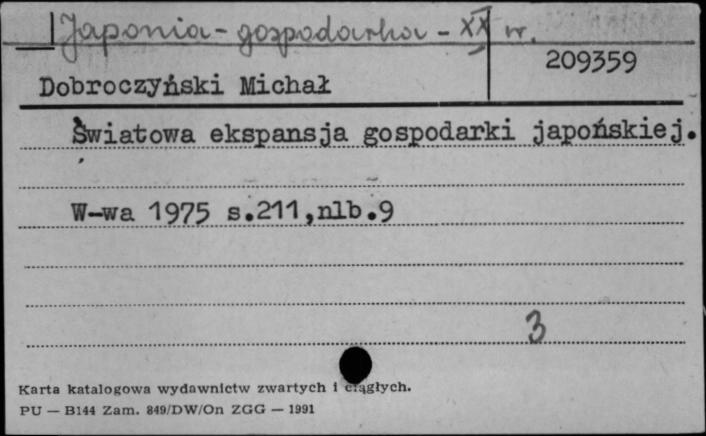 Japonia - gospodarka - XX w.
209359
Dobroczyński Michał
Światowa ekspansja gospodarki japońskiej.
W-wa 1975 s.211,nlb.9
3
Karta katalogowa wydawnictw zwartych i ciągłych.
PU — B144 Zam. 849/DW/On ZGG — 1991